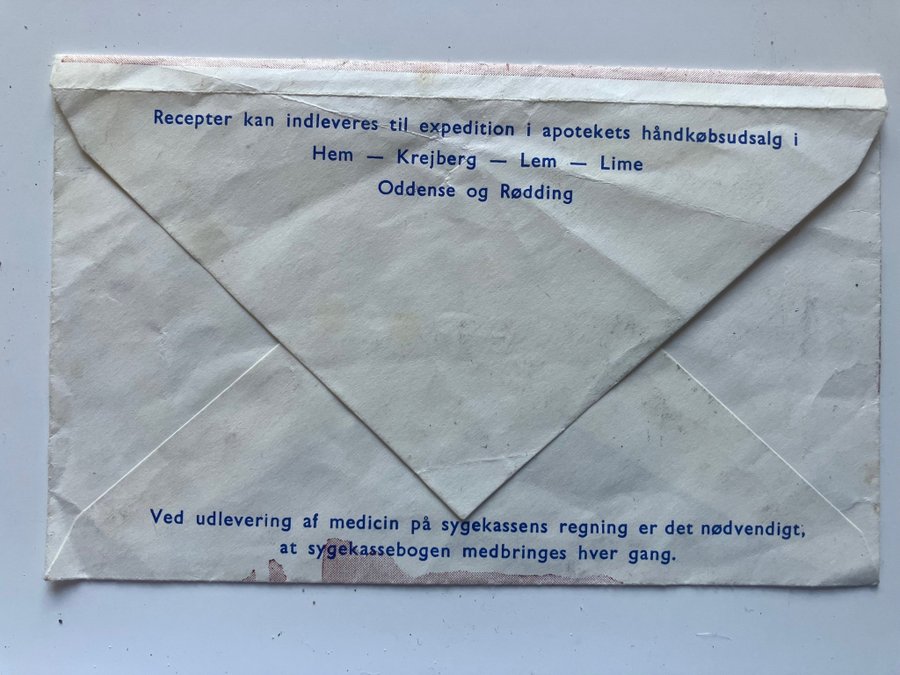 Recepter kan indleveres til expedition i apotekets håndkøbsudsalg i
Hem — Krejberg — Lem — Lime
Oddense og Rødding
Ved udlevering af medicin på sygekassens regning er det nødvendigt,
at sygekassebogen medbringes hver gang.